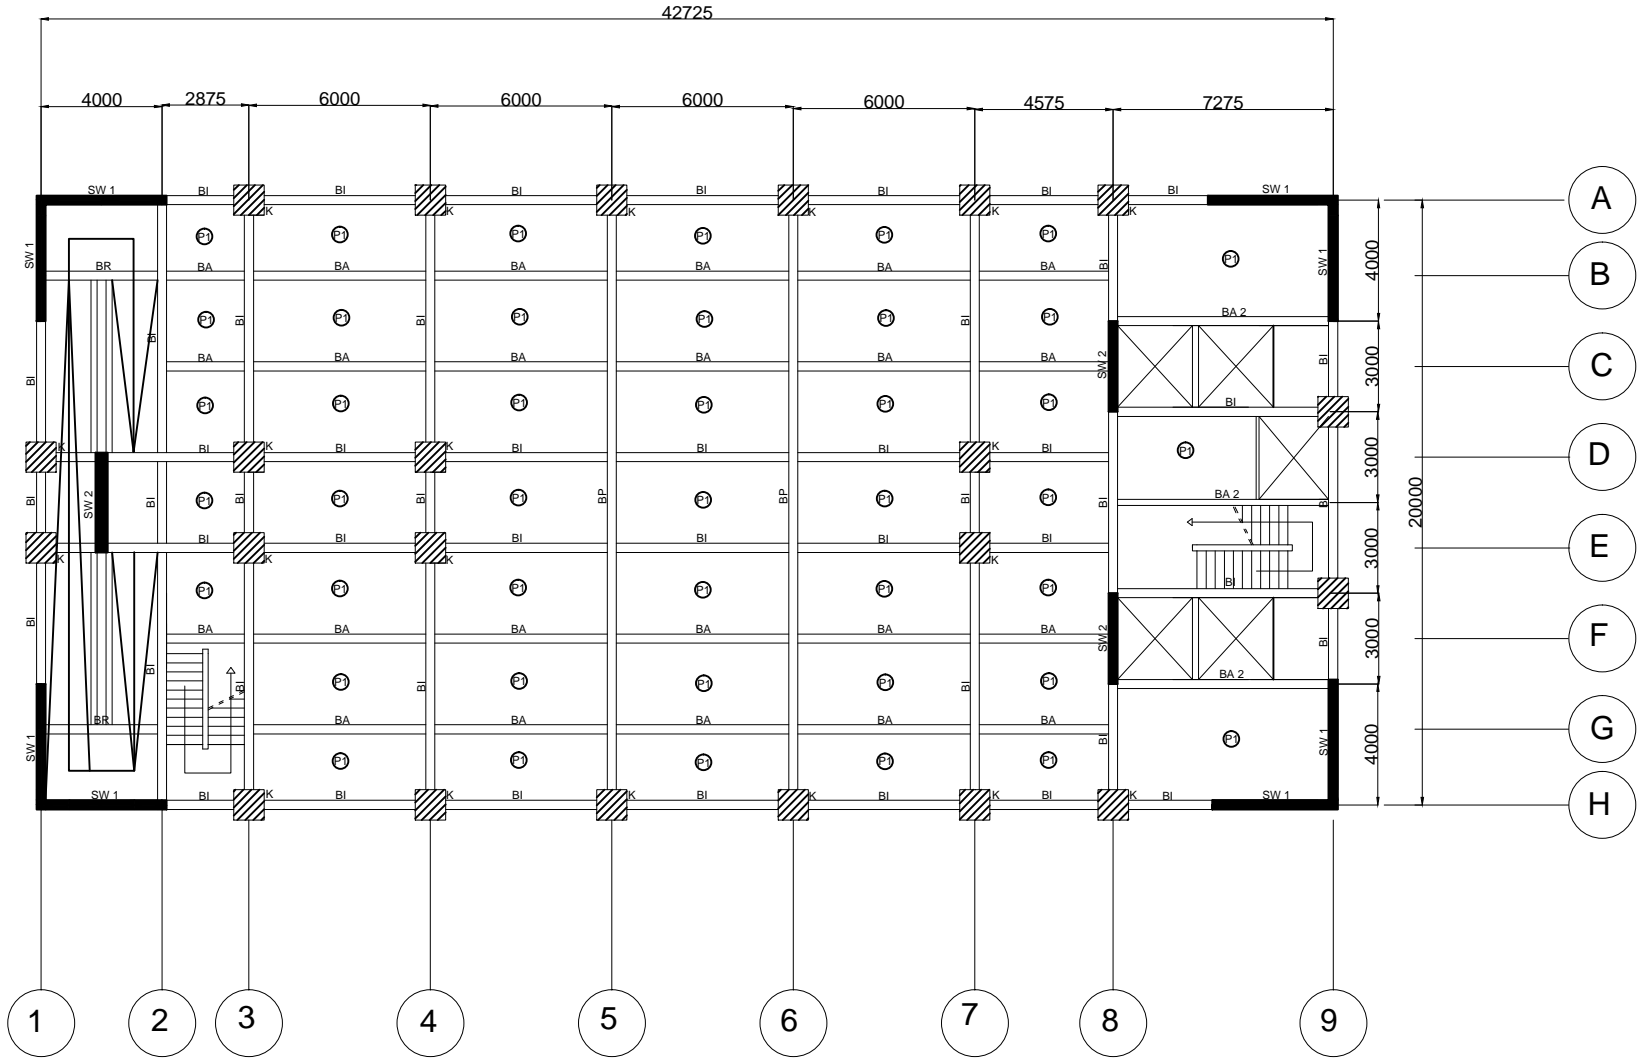 42725
4000 2875 6000 6000 6000 6000 4575 7275
SW 1 BI BI BI BI BI BI BI SW 1 A
K K K K K K
P1 P1 P1 P1 P1 P1
SW 1 BI SW 1 4000 P1
BR BA BA BA BA BA BA B
P1 P1 P1 P1 P1 P1 BA 2
BI BI BI BI
BA BA BA BA BA BA SW 2 BI 3000 C
BI
P1 P1 P1 P1 P1 P1 BI
K BI K BI K BI BI BI K BI P1 3000 D
BI SW 2 BI P1 BI P1 BI P1 BP P1 BP P1 BI P1 BI BA 2 BI 20000
K BI K BI K BI BI BI K BI 3000 E
P1 P1 P1 P1 P1 P1 BI
BI
BA BA BA BA BA BA SW 2 BI 3000 F
BI BI P1 BI P1 P1 P1 BI P1 BA 2
BR BA BA BA BA BA G
SW 1 BI P1 SW 1 4000
P1 P1 P1 P1 P1
SW 1 BI K BI K BI K BI K BI K BI K BI SW 1 H
1 2 3 4 5 6 7 8 9